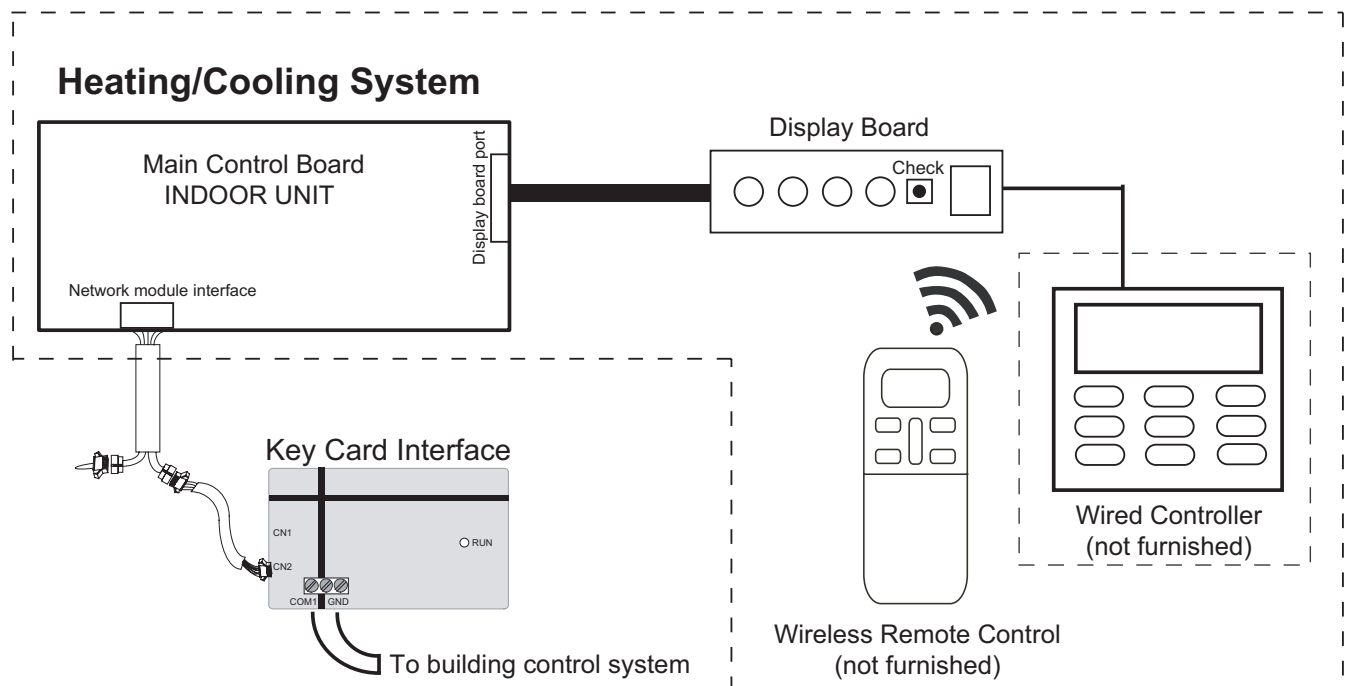 Heating/Cooling System
Main Control Board
INDOOR UNIT
Display board port
Network module interface
Display Board
Check
Key Card Interface
CN1
RUN
CN2
COM1 GND
To building control system
Wireless Remote Control
(not furnished)
Wired Controller
(not furnished)